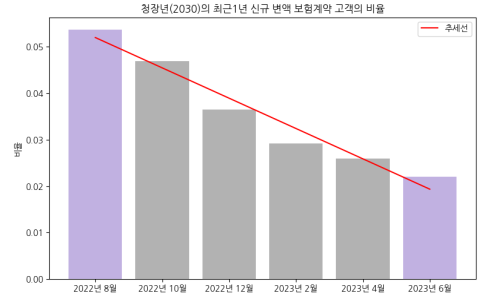 청장년(2030)의 최근1년 신규 변액 보험계약 고객의 비율
추세선
비율
0.05
0.04
0.03
0.02
0.01
0.00
2022년 8월
2022년 10월
2022년 12월
2023년 2월
2023년 4월
2023년 6월